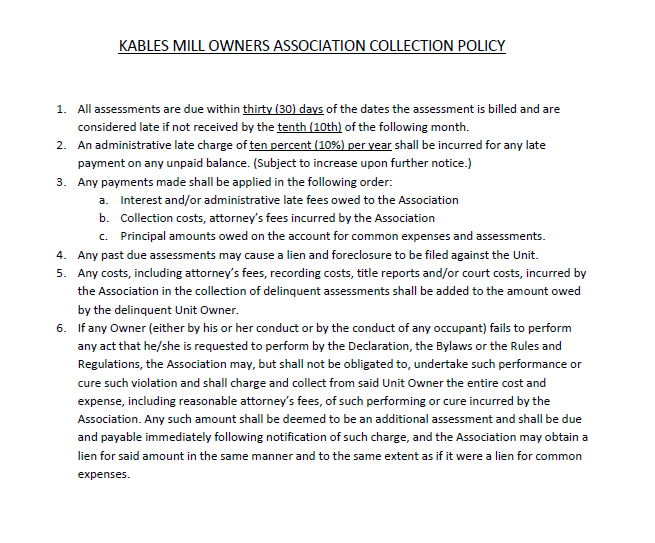 KABLES MILL OWNERS ASSOCIATION COLLECTION POLICY
1. All assessments are due within thirty (30) days of the dates the assessment is billed and are
considered late if not received by the tenth (10th) of the following month.
2. An administrative late charge of ten percent (10%) per year shall be incurred for any late
payment on any unpaid balance. (Subject to increase upon further notice.)
3. Any payments made shall be applied in the following order:
a. Interest and/or administrative late fees owed to the Association
b. Collection costs, attorney's fees incurred by the Association
c. Principal amounts owed on the account for common expenses and assessments.
4. Any past due assessments may cause a lien and foreclosure to be filed against the Unit.
5. Any costs, including attorney's fees, recording costs, title reports and/or court costs, incurred by
the Association in the collection of delinquent assessments shall be added to the amount owed
by the delinquent Unit Owner.
6. If any Owner (either by his or her conduct or by the conduct of any occupant) fails to perform
any act that he/she is requested to perform by the Declaration, the Bylaws or the Rules and
Regulations, the Association may, but shall not be obligated to, undertake such performance or
cure such violation and shall charge and collect from said Unit Owner the entire cost and
expense, including reasonable attorney's fees, of such performing or cure incurred by the
Association. Any such amount shall be deemed to be an additional assessment and shall be due
and payable immediately following notification of such charge, and the Association may obtain a
lien for said amount in the same manner and to the same extent as if it were a lien for common
expenses.